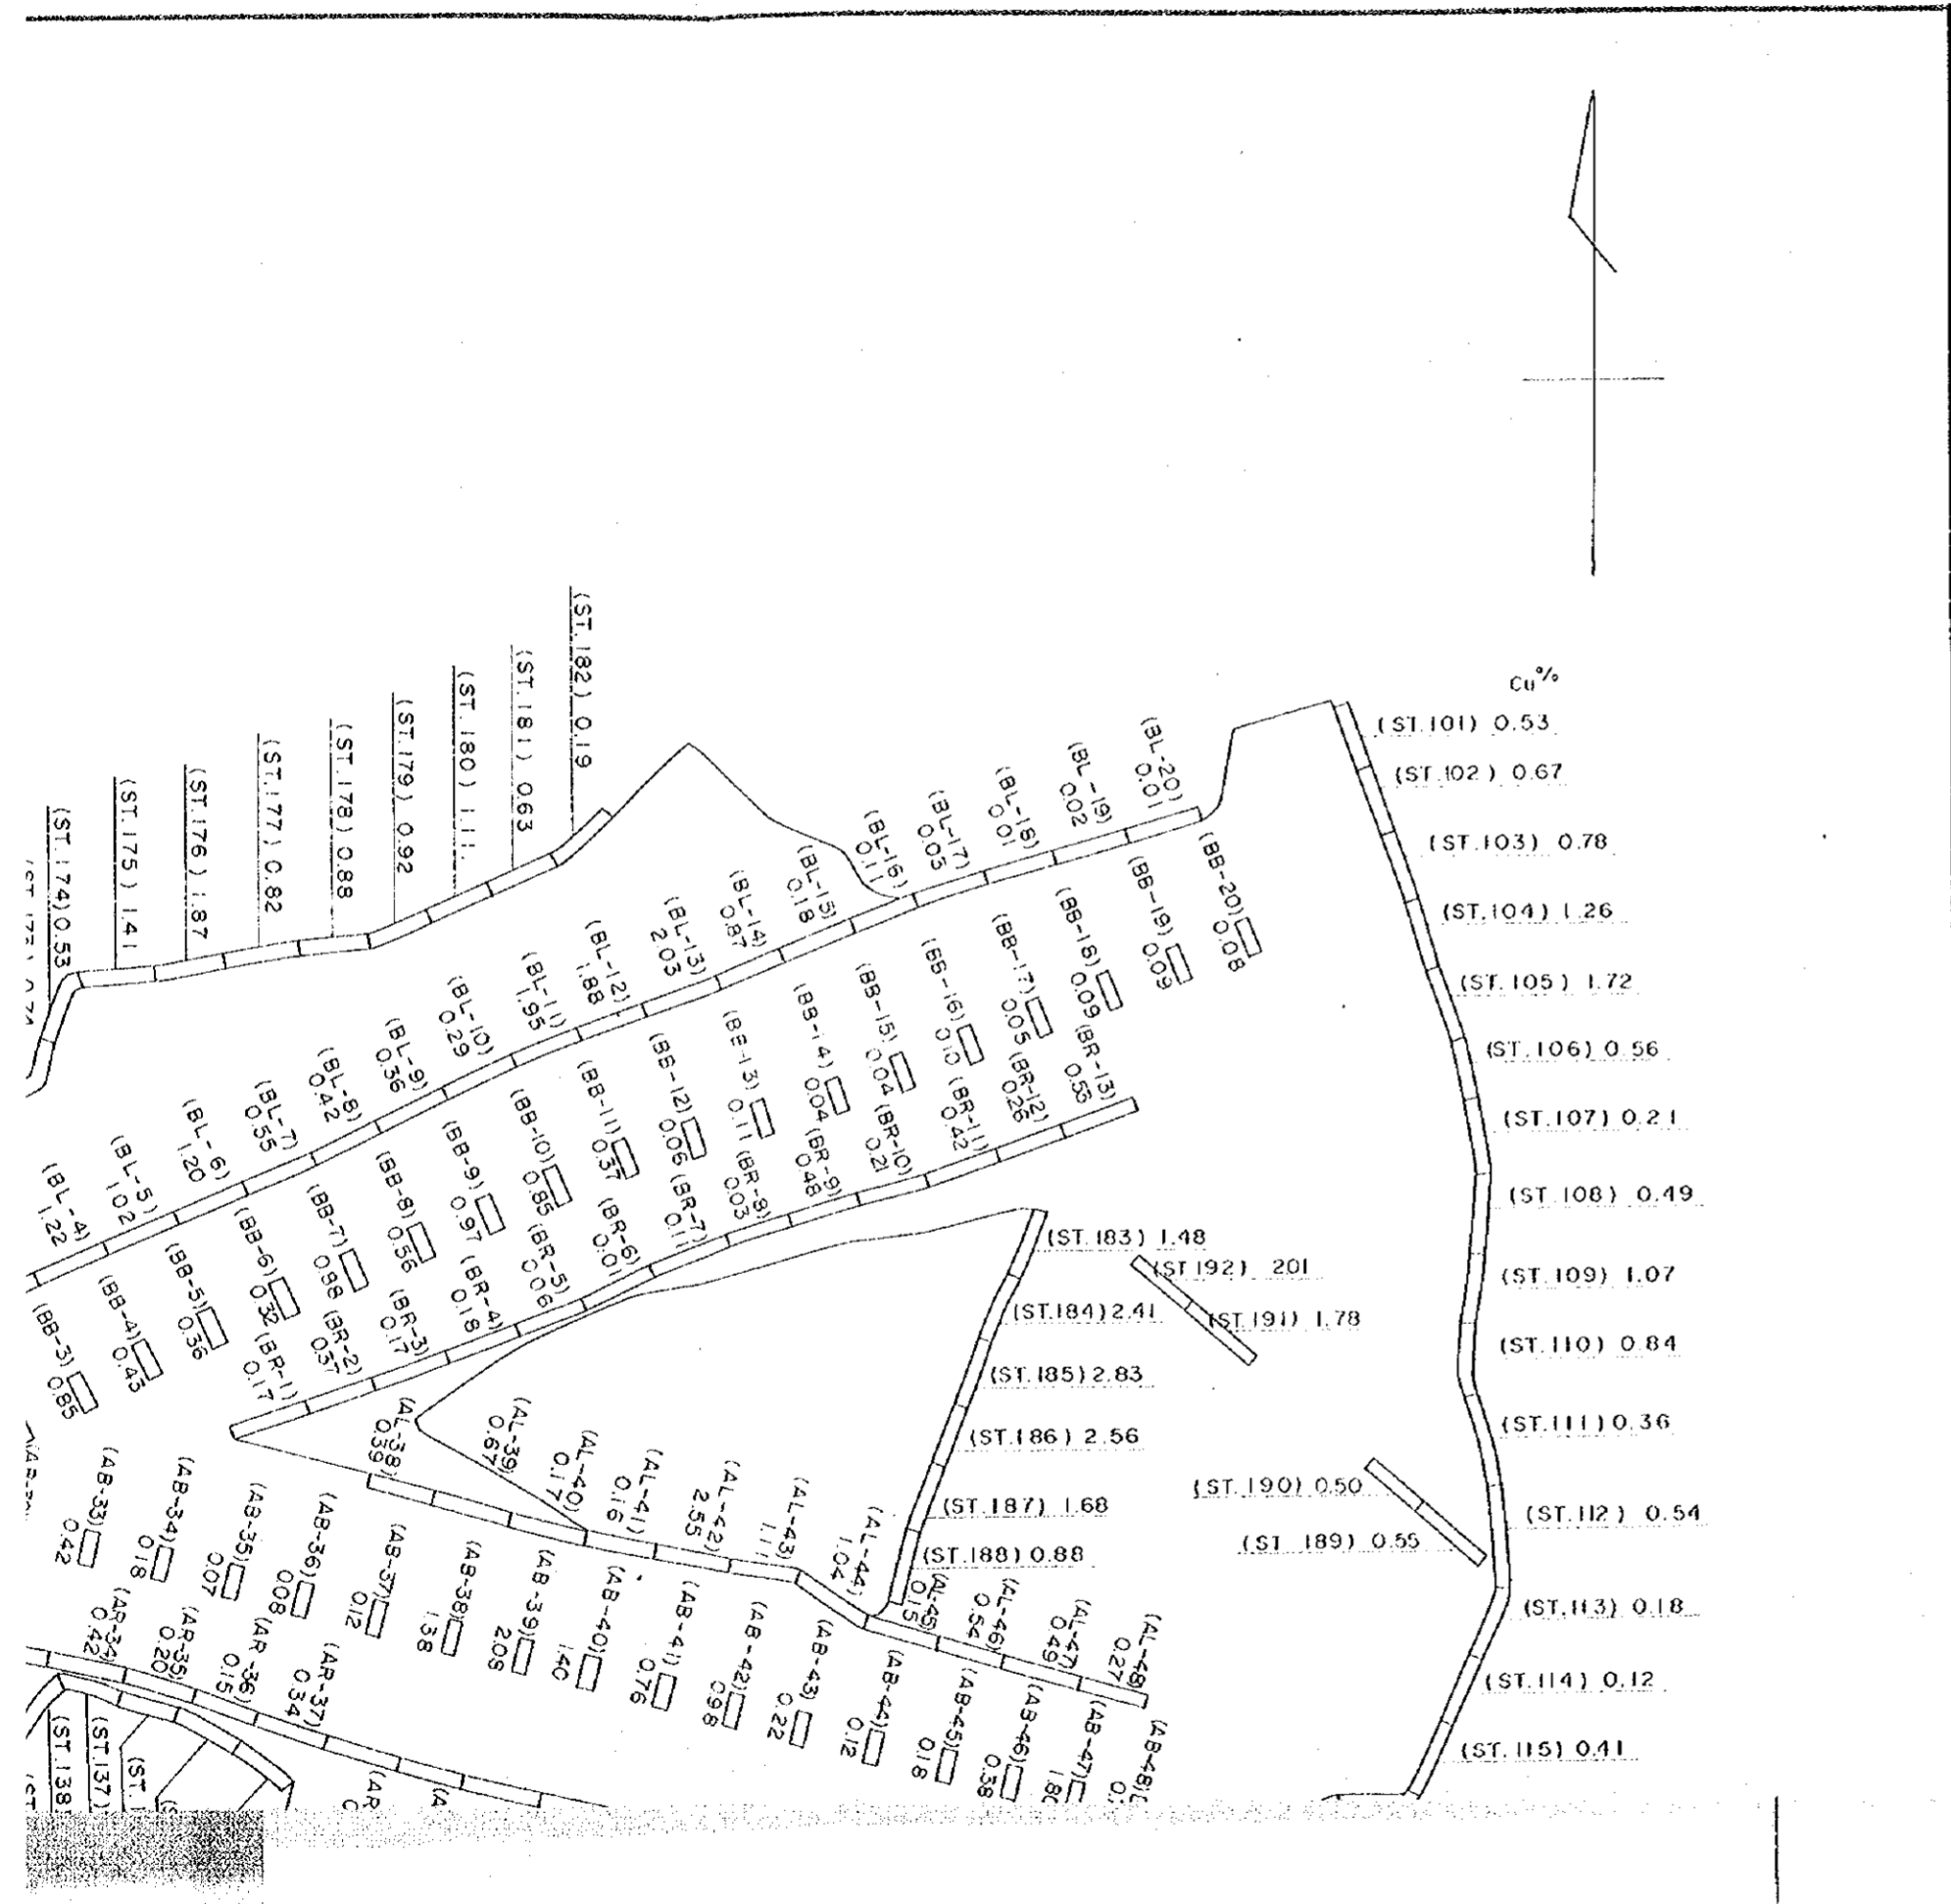 Cu%
(ST.101) 0.53
(ST.102) 0.67
(ST.103) 0.78
(ST.104) 1.26
(ST.105) 1.72
(ST.106) 0.56
(ST.107) 0.21
(ST.108) 0.49
(ST.109) 1.07
(ST.110) 0.84
(ST.111) 0.36
(ST.112) 0.54
(ST.113) 0.18
(ST.114) 0.12
(ST.115) 0.41
(ST.174) 0.53
(ST.175) 1.41
(ST.176) 1.87
(ST.177) 0.82
(ST.178) 0.88
(ST.179) 0.92
(ST.180) 1.11
(ST.181) 0.63
(ST.182) 0.19
(BL-4)
1.22
(BL-5)
1.02
(BL-6)
1.20
(BL-7)
0.55
(BL-8)
0.42
(BL-9)
0.36
(BL-10)
0.29
(BL-11)
1.95
(BL-12)
1.88
(BL-13)
2.03
(BL-14)
0.87
(BL-15)
0.18
(BL-16)
0.11
(BL-17)
0.05
(BL-18)
0.01
(BL-19)
0.02
(BL-20)
0.01
(BB-3)
0.85
(BB-4)
0.43
(BB-5)
0.36
(BB-6)
0.32
(BB-7)
0.88
(BB-8)
0.56
(BB-9)
0.97
(BB-10)
0.85
(BB-11)
0.37
(BB-12)
0.06
(BB-13)
0.11
(BB-14)
0.04
(BB-15)
0.04
(BB-16)
0.10
(BB-17)
0.05
(BB-18)
0.09
(BB-19)
0.09
(BB-20)
0.08
(BR-1)
0.17
(BR-2)
0.37
(BR-3)
0.17
(BR-4)
0.18
(BR-5)
0.06
(BR-6)
0.01
(BR-7)
0.11
(BR-8)
0.03
(BR-9)
0.48
(BR-10)
0.21
(BR-11)
0.42
(BR-12)
0.26
(BR-13)
(ST.183) 1.48
(ST.184) 2.41
(ST.185) 2.83
(ST.186) 2.56
(ST.187) 1.68
(ST.188) 0.88
(ST.192) 2.01
(ST.191) 1.78
(ST.190) 0.50
(ST.189) 0.55
(AL-38)
0.39
(AL-39)
0.67
(AL-40)
0.17
(AL-41)
0.16
(AL-42)
2.55
(AL-43)
1.11
(AL-44)
1.04
(AL-45)
0.15
(AL-46)
0.54
(AL-47)
0.49
(AL-48)
0.27
(AB-33)
0.42
(AB-34)
0.18
(AB-35)
0.07
(AB-36)
0.08
(AB-37)
0.12
(AB-38)
1.38
(AB-39)
2.08
(AB-40)
1.40
(AB-41)
0.76
(AB-42)
0.98
(AB-43)
0.22
(AB-44)
0.12
(AB-45)
0.18
(AB-46)
0.38
(AB-47)
(AB-48)
(AR-34)
0.42
(AR-35)
0.20
(AR-36)
0.15
(AR-37)
0.34
(AR
(A
(ST.137)
(ST.138